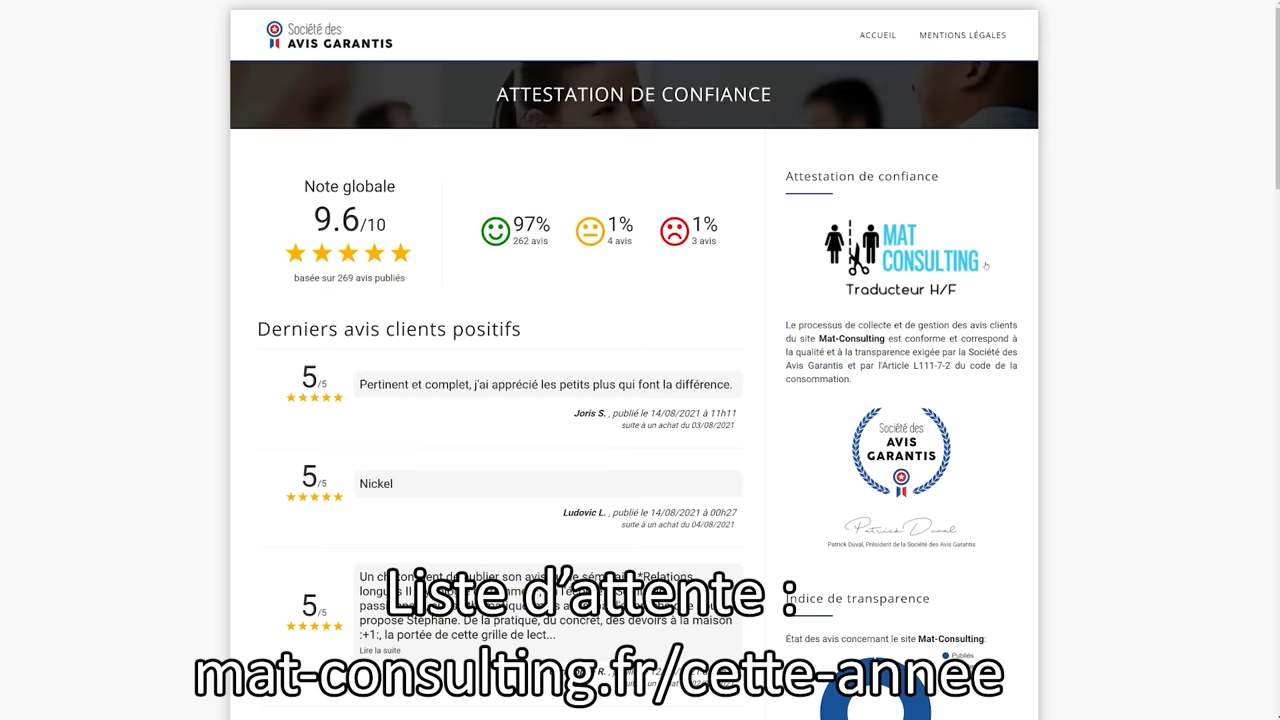 Société des
AVIS GARANTIS
ACCUEIL
MENTIONS LÉGALES
ATTESTATION DE CONFIANCE
Note globale
9.6/10
basée sur 269 avis publiés
97%
262 avis
1%
4 avis
1%
3 avis
Derniers avis clients positifs
5/5
Pertinent et complet, j'ai apprécié les petits plus qui font la différence.
Joris S. , publié le 14/08/2021 à 11h11
suite à un achat du 03/08/2021
5/5
Nickel
Ludovic L. , publié le 14/08/2021 à 00h27
suite à un achat du 04/08/2021
5/5
propose Stéphane. De la pratique, du concret, des devoirs à la maison
:+1:, la portée de cette grille de lect...
Lire la suite
Attestation de confiance
MAT
CONSULTING
Traducteur H/F
Le processus de collecte et de gestion des avis clients
du site Mat-Consulting est conforme et correspond à
la qualité et à la transparence exigée par la Société des
Avis Garantis et par l'Article L111-7-2 du code de la
consommation.
Société des
AVIS
GARANTIS
Patrick Duval
Patrick Duval, Président de la Société des Avis Garantis
Indice de transparence
État des avis concernant le site Mat-Consulting:
Publiés
Liste d'attente :
mat-consulting.fr/cette-annee